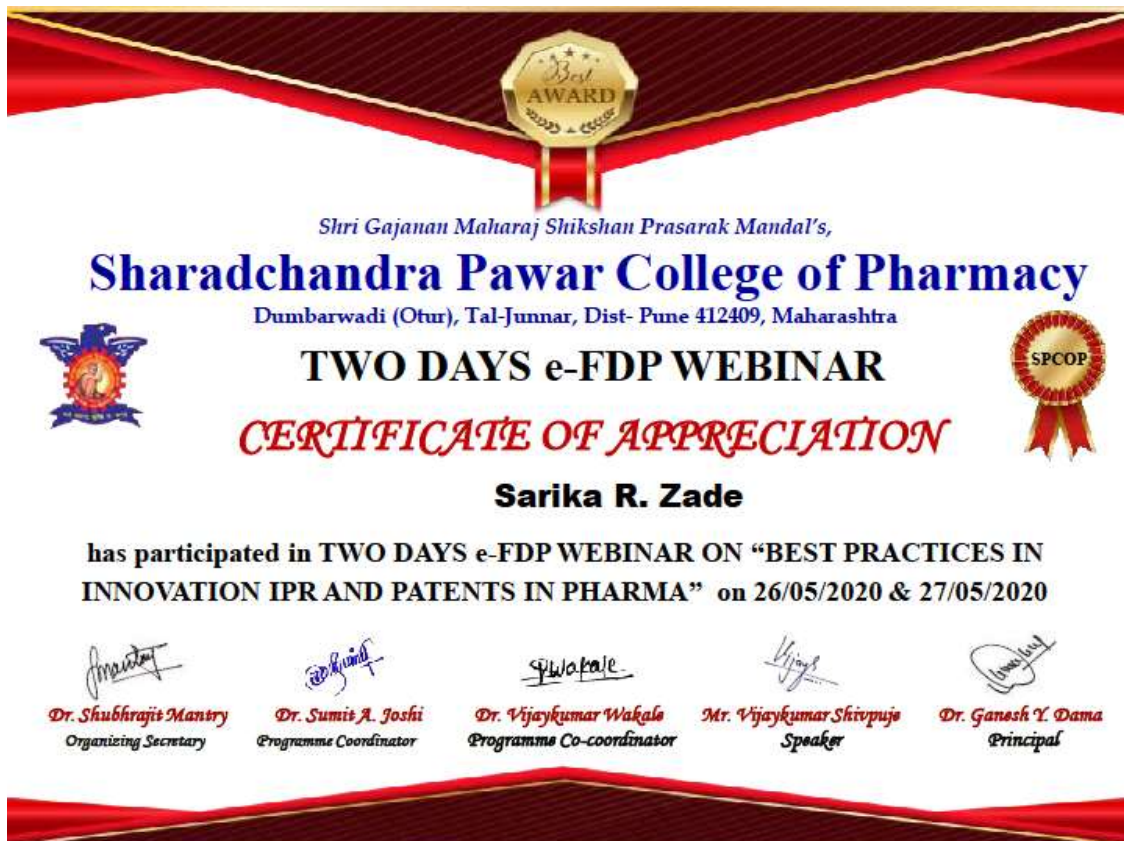 Best
AWARD
Shri Gajanan Maharaj Shikshan Prasarak Mandal's,
Sharadchandra Pawar College of Pharmacy
Dumbarwadi (Otur), Tal-Junnar, Dist- Pune 412409, Maharashtra
SPCOP
TWO DAYS e-FDP WEBINAR
CERTIFICATE OF APPRECIATION
Sarika R. Zade
has participated in TWO DAYS e-FDP WEBINAR ON “BEST PRACTICES IN
INNOVATION IPR AND PATENTS IN PHARMA” on 26/05/2020 & 27/05/2020
Dr. Shubhrajit Mantry
Organizing Secretary
Dr. Sumit A. Joshi
Programme Coordinator
Dr. Vijaykumar Wakale
Programme Co-coordinator
Mr. Vijaykumar Shivpuje
Speaker
Dr. Ganesh Y. Dama
Principal